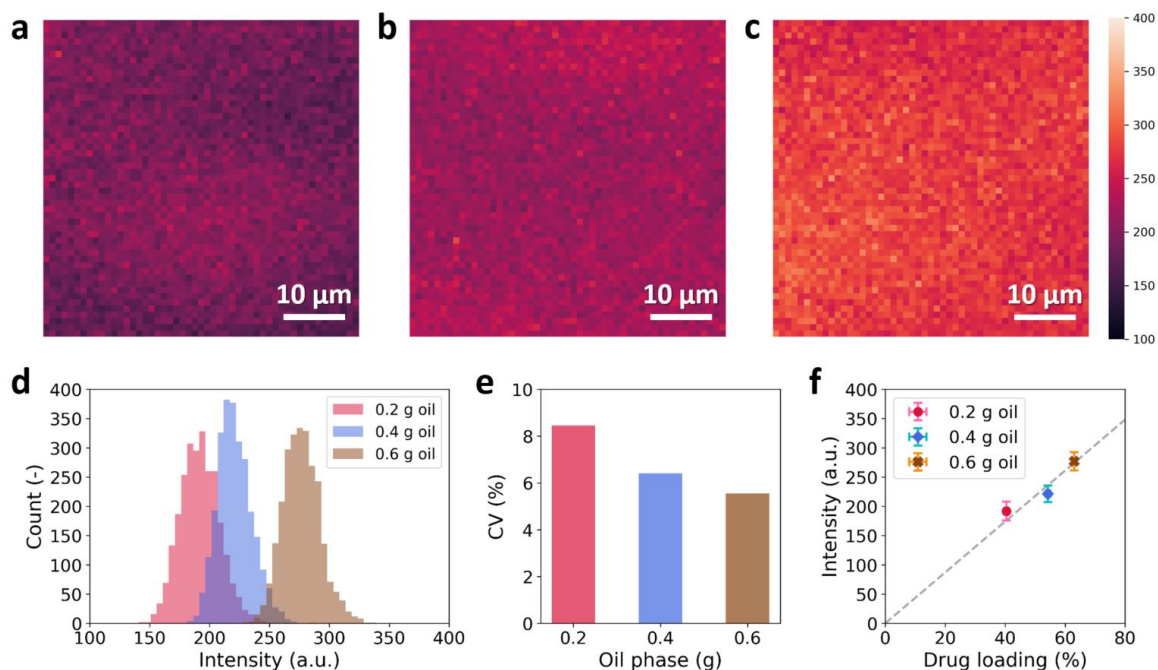 a
b
c
10 μm
10 μm
10 μm
400
350
300
250
200
150
100
d
e
f
400
350
300
250
200
150
100
50
0
Count (-)
100 150 200 250 300 350 400
Intensity (a.u.)
0.2 g oil
0.4 g oil
0.6 g oil
10
8
6
4
2
0
CV (%)
0.2 0.4 0.6
Oil phase (g)
400
350
300
250
200
150
100
50
0
Intensity (a.u.)
0 20 40 60 80
Drug loading (%)
0.2 g oil
0.4 g oil
0.6 g oil